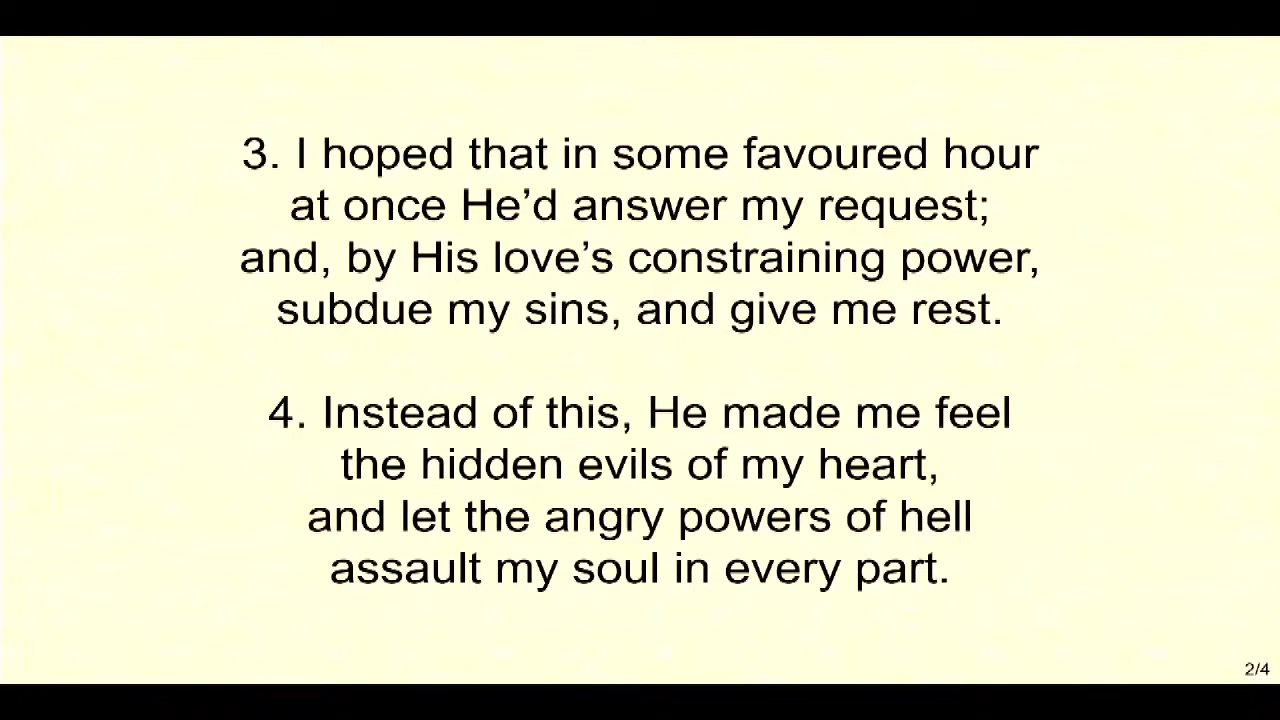 3. I hoped that in some favoured hour
at once He’d answer my request;
and, by His love’s constraining power,
subdue my sins, and give me rest.
4. Instead of this, He made me feel
the hidden evils of my heart,
and let the angry powers of hell
assault my soul in every part.
2/4